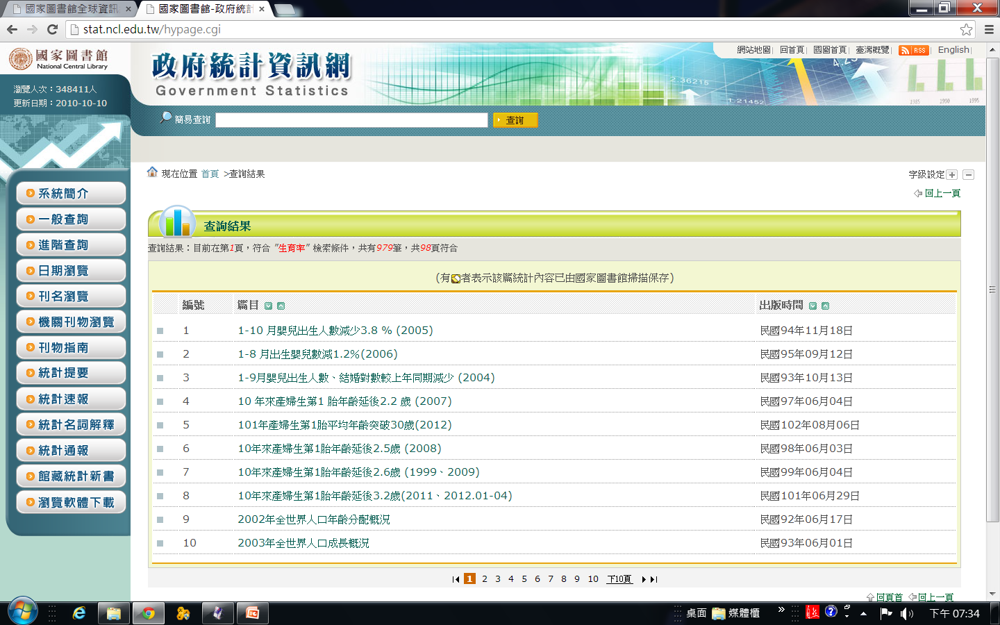 國家圖書館全球資訊
國家圖書館-政府統計
stat.ncl.edu.tw/hypage.cgi
國家圖書館
National Central Library
政府統計資訊網
Government Statistics
網站地圖| 回首頁| 國圖首頁| 臺灣概覽| RSS | English|
4.25
2.36215
1.21452
1985 1990 1995
瀏覽人次：348411人
更新日期：2010-10-10
簡易查詢 查詢
現在位置 首頁 >查詢結果
字級設定
回上一頁
系統簡介
一般查詢
進階查詢
日期瀏覽
刊名瀏覽
機關刊物瀏覽
刊物指南
統計提要
統計速報
統計名詞解釋
統計通報
館藏統計新書
瀏覽軟體下載
查詢結果
查詢結果：目前在第1頁，符合 "生育率" 檢索條件，共有979筆，共98頁符合
(有者表示該篇統計內容已由國家圖書館掃描保存)
編號 篇目 出版時間
1 1-10 月嬰兒出生人數減少3.8 % (2005) 民國94年11月18日
2 1-8 月出生嬰兒數減1.2%(2006) 民國95年09月12日
3 1-9月嬰兒出生人數、結婚對數較上年同期減少 (2004) 民國93年10月13日
4 10 年來產婦生第1 胎年齡延後2.2 歲 (2007) 民國97年06月04日
5 101年產婦生第1胎平均年齡突破30歲(2012) 民國102年08月06日
6 10年來產婦生第1胎年齡延後2.5歲 (2008) 民國98年06月03日
7 10年來產婦生第1胎年齡延後2.6歲 (1999、2009) 民國99年06月04日
8 10年來產婦生第1胎年齡延後3.2歲(2011、2012.01-04) 民國101年06月29日
9 2002年全世界人口年齡分配概況 民國92年06月17日
10 2003年全世界人口成長概況 民國93年06月01日
1 2 3 4 5 6 7 8 9 10 下10頁
回頁首 回上一頁
桌面 媒體櫃 » 下午 07:34